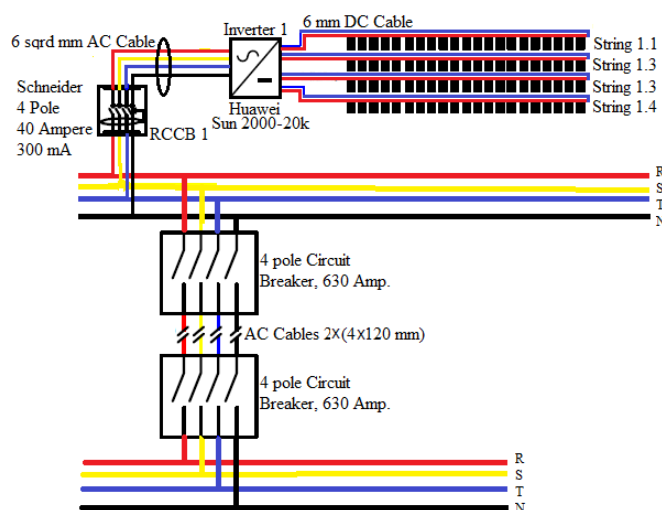 Inverter 1
6 mm DC Cable
6 sqrd mm AC Cable
String 1.1
String 1.3
String 1.3
String 1.4
Huawei
Sun 2000-20k
Schneider
4 Pole
40 Ampere
300 mA
RCCB 1
R
S
T
N
4 pole Circuit
Breaker, 630 Amp.
AC Cables 2X(4×120 mm)
4 pole Circuit
Breaker, 630 Amp.
R
S
T
N